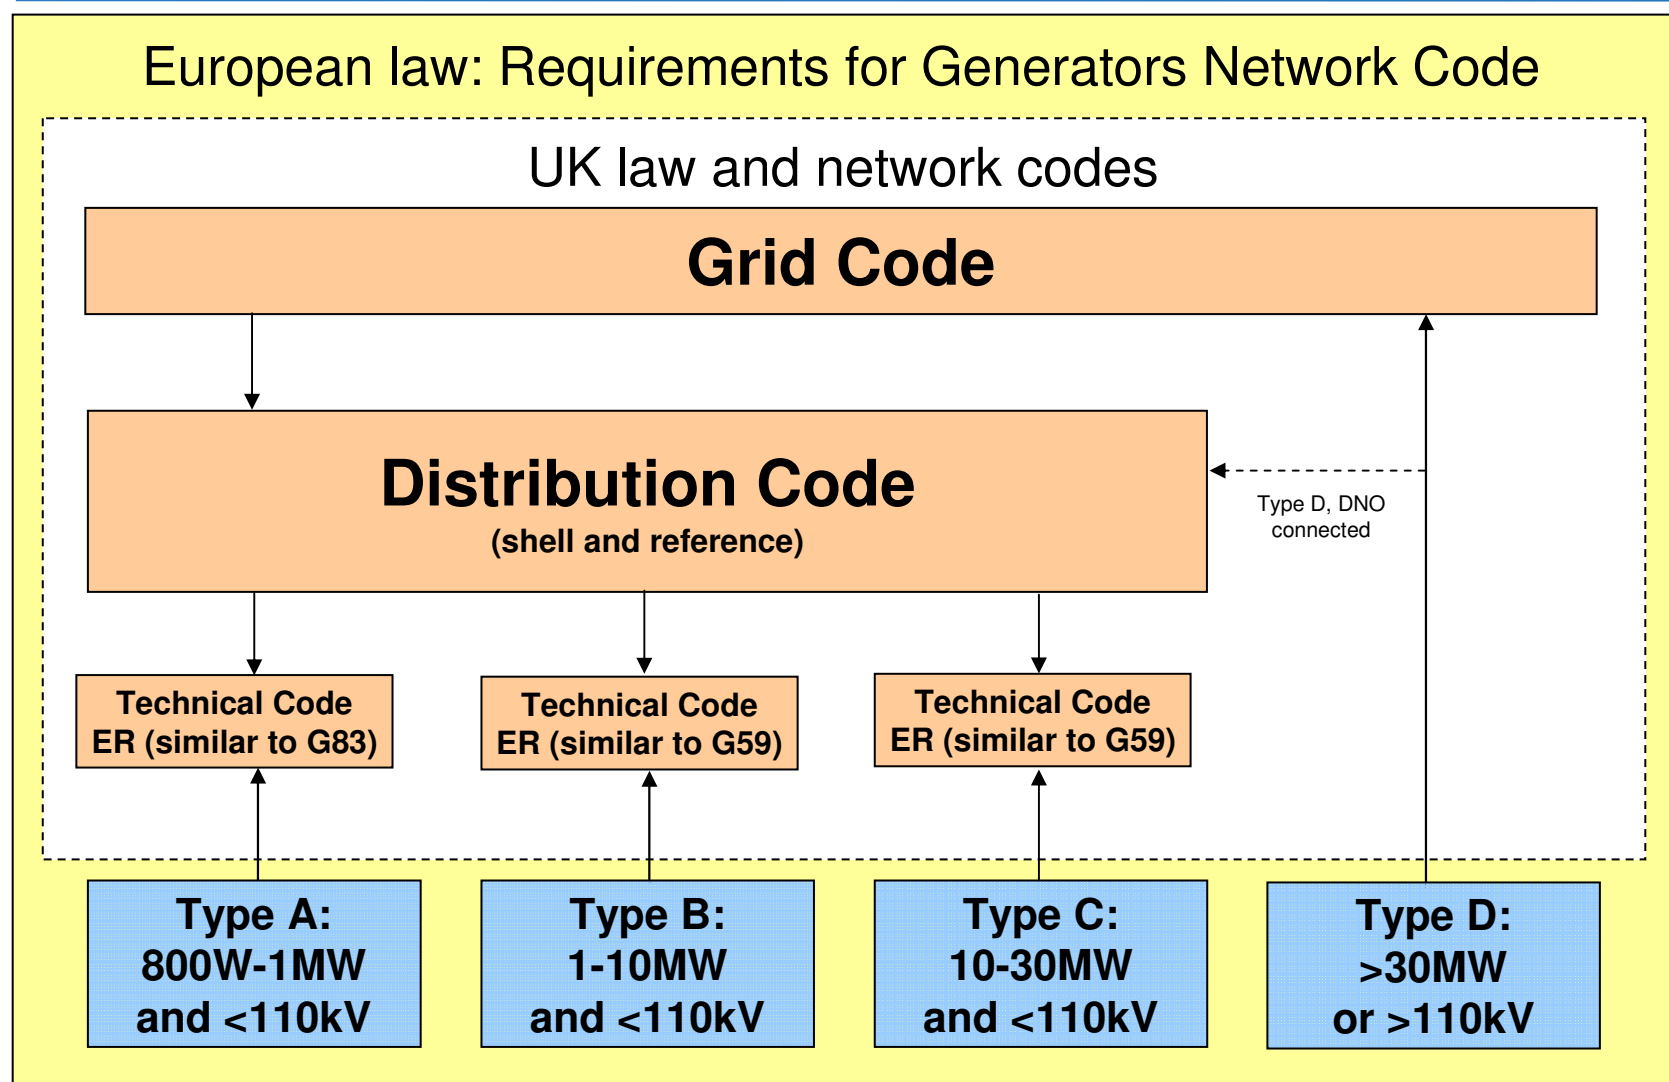 European law: Requirements for Generators Network Code
UK law and network codes
Grid Code
Distribution Code
(shell and reference)
Type D, DNO
connected
Technical Code
ER (similar to G83)
Technical Code
ER (similar to G59)
Technical Code
ER (similar to G59)
Type A:
800W-1MW
and <110kV
Type B:
1-10MW
and <110kV
Type C:
10-30MW
and <110kV
Type D:
>30MW
or >110kV